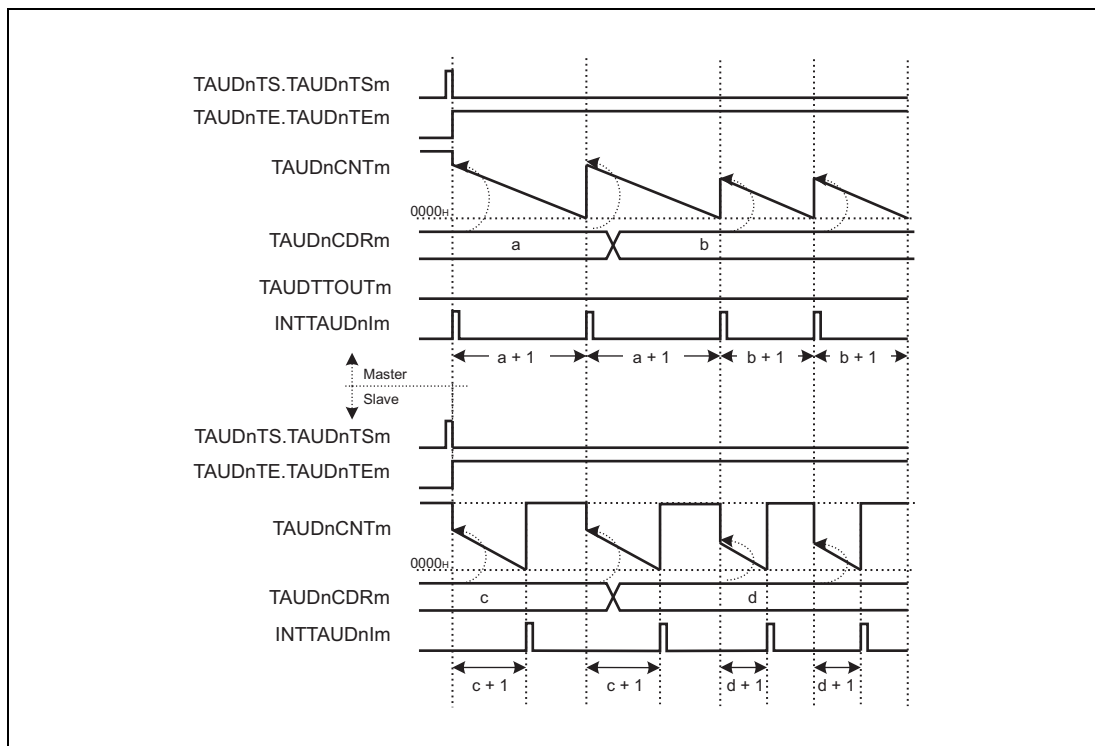 TAUDnTS.TAUDnTSm
TAUDnTE.TAUDnTEm
TAUDnCNTm
0000H
TAUDnCDRm
a
b
TAUDTTOUTm
INTTAUDnIm
a + 1
a + 1
b + 1
b + 1
Master
Slave
TAUDnTS.TAUDnTSm
TAUDnTE.TAUDnTEm
TAUDnCNTm
0000H
TAUDnCDRm
c
d
INTTAUDnIm
c + 1
c + 1
d + 1
d + 1